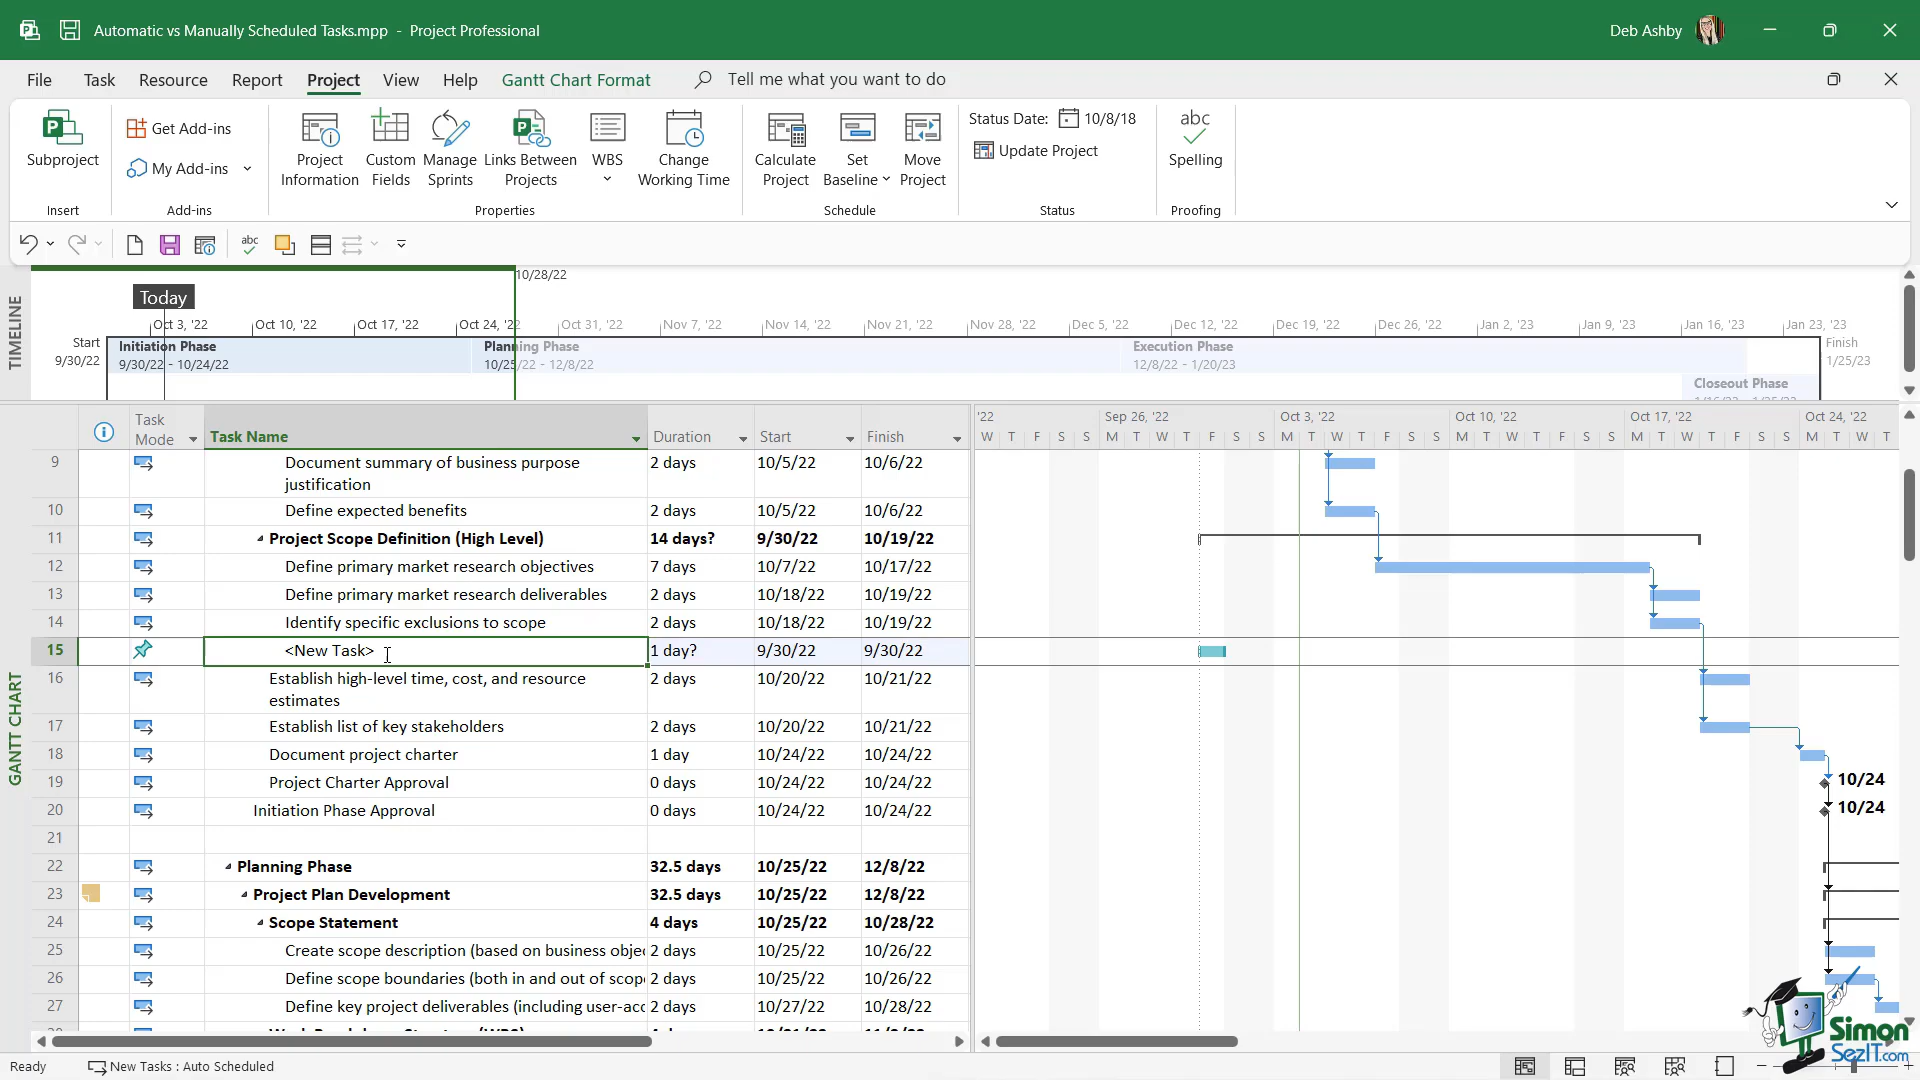 Automatic vs Manually Scheduled Tasks.mpp - Project Professional
Deb Ashby
File Task Resource Report Project View Help Gantt Chart Format Tell me what you want to do
Subproject
Insert
Get Add-ins
My Add-ins
Add-ins
Project Information
Custom Fields
Manage Sprints
Links Between Projects
WBS
Change Working Time
Properties
Calculate Project
Set Baseline
Move Project
Schedule
Status Date: 10/8/18
Update Project
Status
abc
Spelling
Proofing
abc
TIMELINE
10/28/22
Today
Oct 3, '22 Oct 10, '22 Oct 17, '22 Oct 24, '22 Oct 31, '22 Nov 7, '22 Nov 14, '22 Nov 21, '22 Nov 28, '22 Dec 5, '22 Dec 12, '22 Dec 19, '22 Dec 26, '22 Jan 2, '23 Jan 9, '23 Jan 16, '23 Jan 23, '23
Start
9/30/22
Initiation Phase
9/30/22 - 10/24/22
Planning Phase
10/25/22 - 12/8/22
Execution Phase
12/8/22 - 1/20/23
Finish
1/25/23
Closeout Phase
GANTT CHART
Task Mode Task Name Duration Start Finish
'22 Sep 26, '22 Oct 3, '22 Oct 10, '22 Oct 17, '22 Oct 24, '22
W T F S S M T W T F S S M T W T F S S M T W T F S S M T W T F S S M T W T
9 Document summary of business purpose justification 2 days 10/5/22 10/6/22
10 Define expected benefits 2 days 10/5/22 10/6/22
11 Project Scope Definition (High Level) 14 days? 9/30/22 10/19/22
12 Define primary market research objectives 7 days 10/7/22 10/17/22
13 Define primary market research deliverables 2 days 10/18/22 10/19/22
14 Identify specific exclusions to scope 2 days 10/18/22 10/19/22
15 <New Task> 1 day? 9/30/22 9/30/22
16 Establish high-level time, cost, and resource estimates 2 days 10/20/22 10/21/22
17 Establish list of key stakeholders 2 days 10/20/22 10/21/22
18 Document project charter 1 day 10/24/22 10/24/22
19 Project Charter Approval 0 days 10/24/22 10/24/22
10/24
20 Initiation Phase Approval 0 days 10/24/22 10/24/22
10/24
21
22 Planning Phase 32.5 days 10/25/22 12/8/22
23 Project Plan Development 32.5 days 10/25/22 12/8/22
24 Scope Statement 4 days 10/25/22 10/28/22
25 Create scope description (based on business obje 2 days 10/25/22 10/26/22
26 Define scope boundaries (both in and out of scop 2 days 10/25/22 10/26/22
27 Define key project deliverables (including user-acc 2 days 10/27/22 10/28/22
Simon
SezIT.com
Ready New Tasks : Auto Scheduled